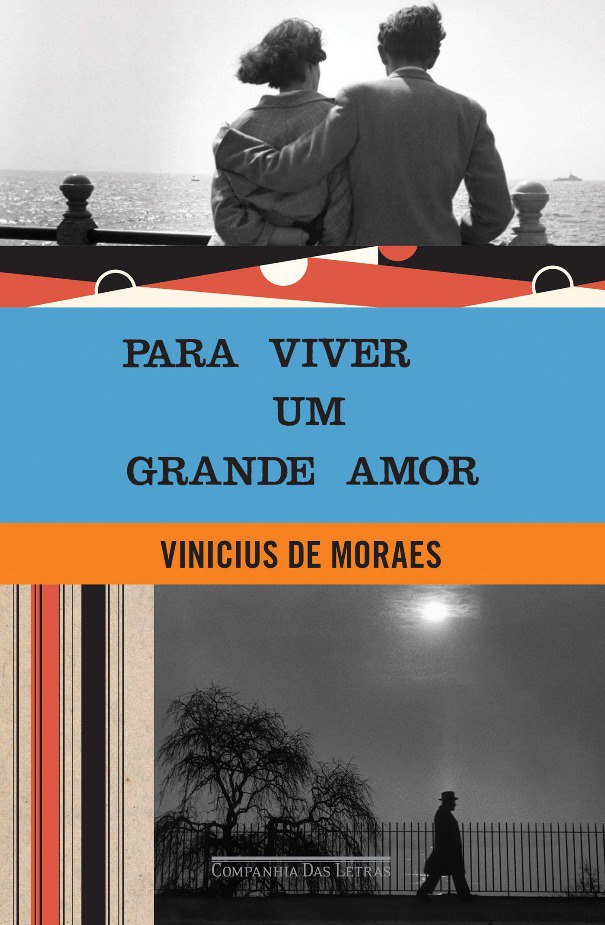 PARA VIVER
UM
GRANDE AMOR
VINICIUS DE MORAES
COMPANHIA DAS LETRAS